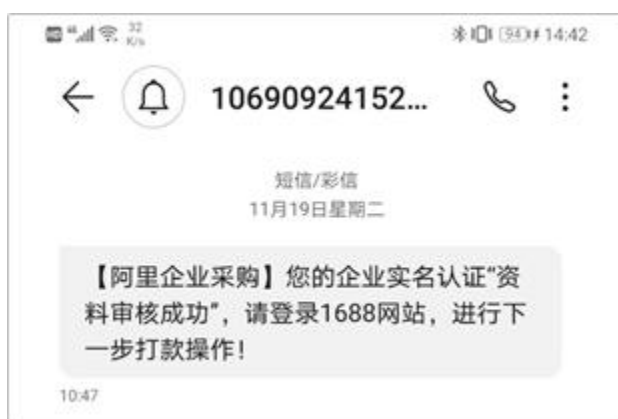 32
K/s
94 14:42
10690924152...
短信/彩信
11月19日星期二
【阿里企业采购】您的企业实名认证“资
料审核成功”，请登录1688网站，进行下
一步打款操作！
10:47